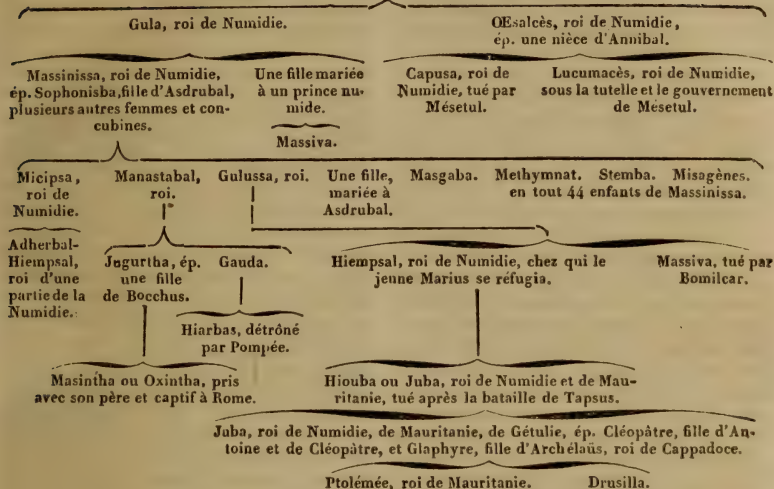 Gula, roi de Numidie.
OEsalcès, roi de Numidie,
ép. une nièce d'Annibal.
Massinissa, roi de Numidie,
ép. Sophonisba, fille d'Asdrubal,
plusieurs autres femmes et con-
cubines.
Une fille mariée
à un prince nu-
mide.
Massiva.
Capusa, roi de
Numidie, tué par
Mésetul.
Lucumacès, roi de Numidie,
sous la tutelle et le gouvernement
de Mésetul.
Micipsa,
roi de
Numidie.
Manastabal,
roi.
Gulussa, roi.
Une fille,
mariée à
Asdrubal.
Masgaba.
Methymnat.
Stemba.
Misagènes.
en tout 44 enfants de Massinissa.
Adherbal-
Hiempsal,
roi d'une
partie de la
Numidie.
Jugurtha, ép.
une fille
de Bocchus.
Gauda.
Hiempsal, roi de Numidie, chez qui le
jeune Marius se réfugia.
Massiva, tué par
Bomilcar.
Hiarbas, détrôné
par Pompée.
Masintha ou Oxintha, pris
avec son père et captif à Rome.
Hiouba ou Juba, roi de Numidie et de Mau-
ritanie, tué après la bataille de Tapsus.
Juba, roi de Numidie, de Mauritanie, de Gétulie, ép. Cléopâtre, fille d'An-
toine et de Cléopâtre, et Glaphyre, fille d'Archélaüs, roi de Cappadoce.
Ptolémée, roi de Mauritanie.
Drusilla.